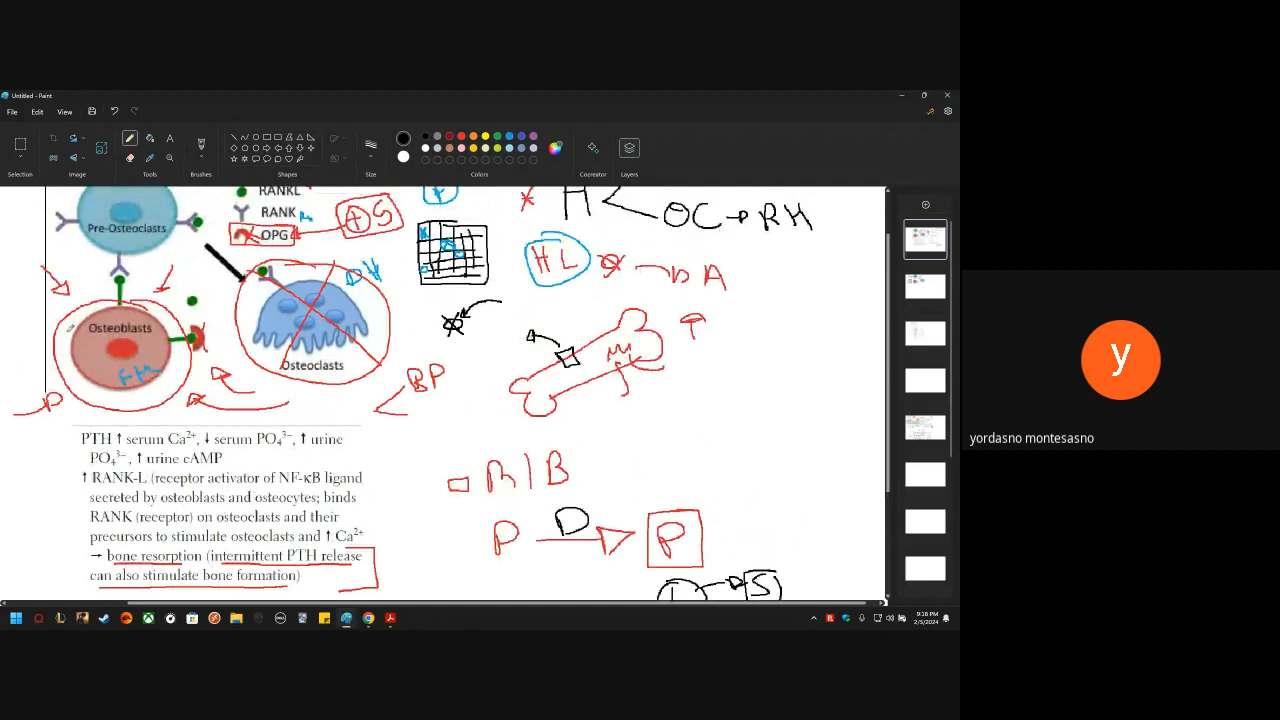 Untitled - Paint
File Edit View
Selection Image Tools Brushes Shapes Size Colors Cocreator Layers
RANKL
RANK
OPG
+ S
Pre-Osteoclasts
H
OC → RH
HL
D A
D
Osteoblasts
FM
Osteoclasts
BP
P
PTH ↑ serum Ca²⁺, ↓ serum PO₄³⁻, ↑ urine
PO₄³⁻, ↑ urine cAMP
↑ RANK-L (receptor activator of NF-κB ligand
secreted by osteoblasts and osteocytes; binds
RANK (receptor) on osteoclasts and their
precursors to stimulate osteoclasts and ↑ Ca²⁺
→ bone resorption (intermittent PTH release
can also stimulate bone formation)
R | B
P D P
S
9:18 PM
2/5/2024
y
yordasno montesasno